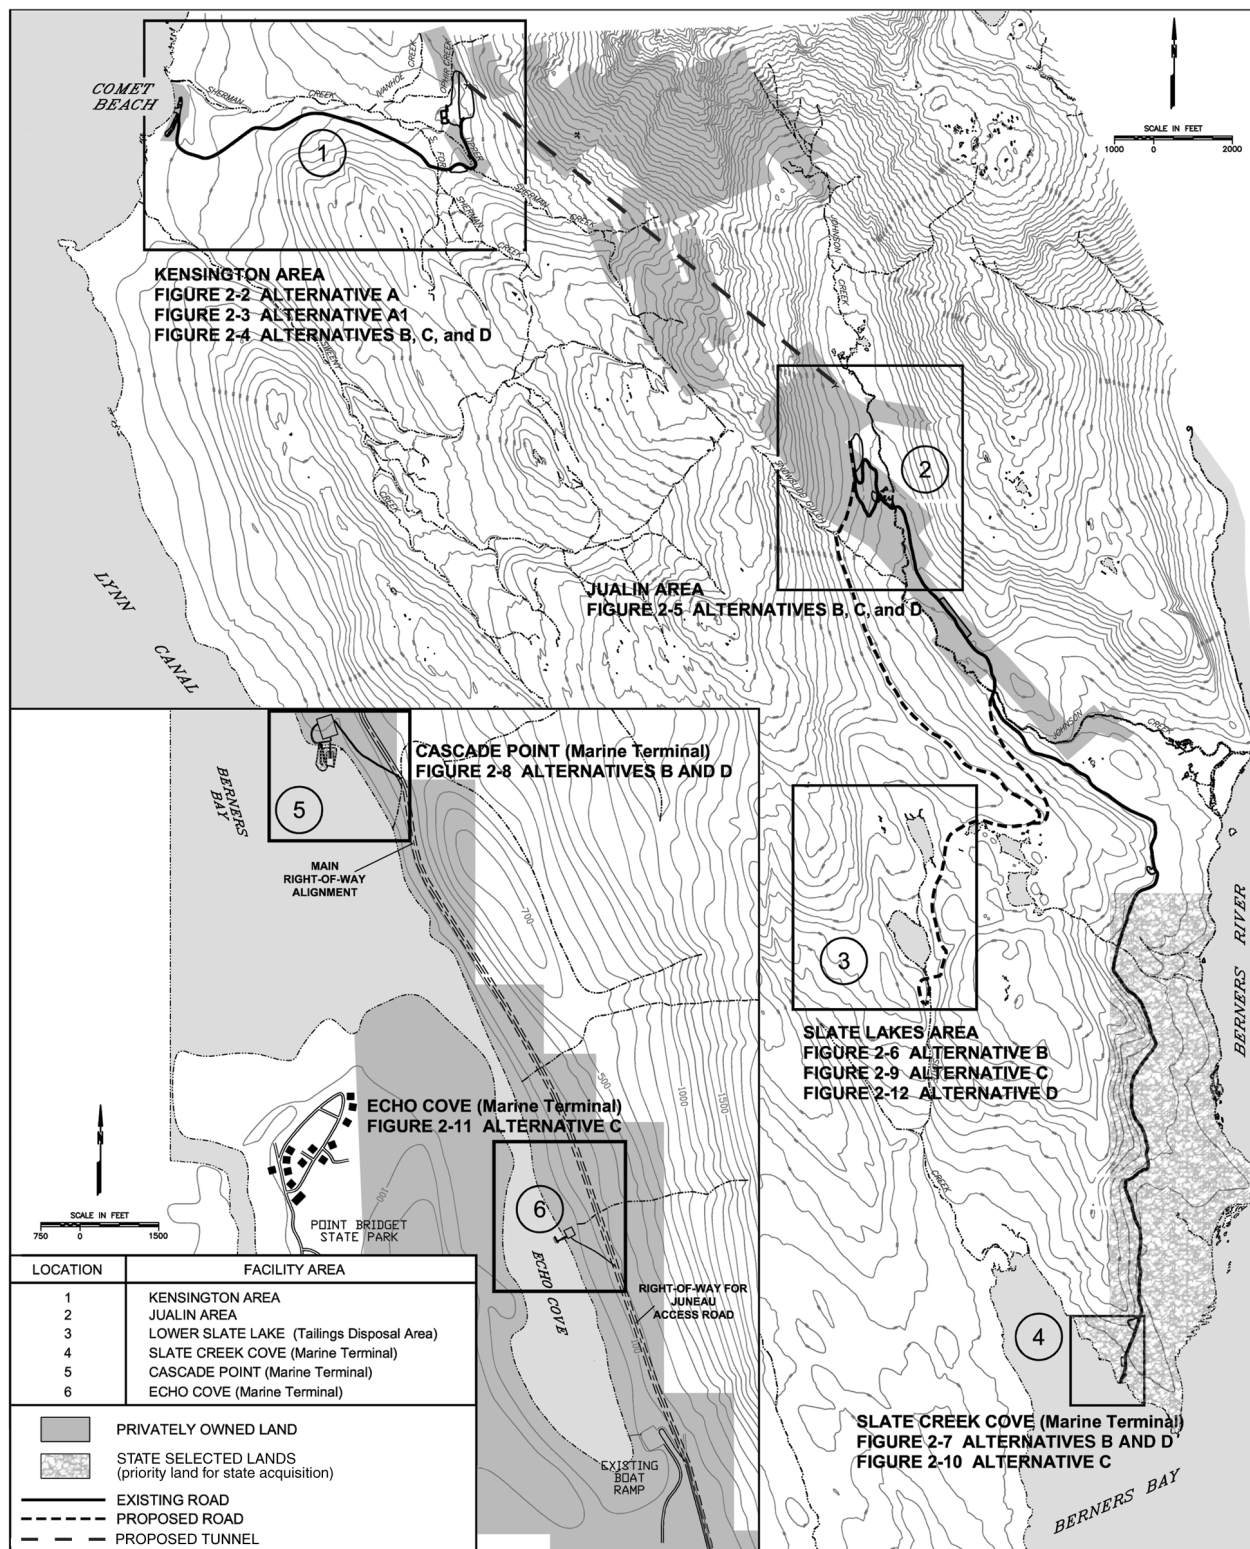 COMET
BEACH
SHERMAN
CREEK
IVANHOE
CREEK
OPHIR CREEK
UPPER
S. FORK
SHERMAN
CREEK
SHERMAN
CREEK
1
N
SCALE IN FEET
1000 0 2000
KENSINGTON AREA
FIGURE 2-2 ALTERNATIVE A
FIGURE 2-3 ALTERNATIVE A1
FIGURE 2-4 ALTERNATIVES B, C, and D
JOHNSON
CREEK
SWEENY
CREEK
2
LYNN
CANAL
JUALIN AREA
FIGURE 2-5 ALTERNATIVES B, C, and D
JOHNSON
CREEK
CASCADE POINT (Marine Terminal)
FIGURE 2-8 ALTERNATIVES B AND D
BERNERS
BAY
5
MAIN
RIGHT-OF-WAY
ALIGNMENT
700
3
BERNERS RIVER
SLATE LAKES AREA
FIGURE 2-6 ALTERNATIVE B
FIGURE 2-9 ALTERNATIVE C
FIGURE 2-12 ALTERNATIVE D
500
1000
1500
ECHO COVE (Marine Terminal)
FIGURE 2-11 ALTERNATIVE C
100
6
CREEK
N
SCALE IN FEET
750 0 1500
POINT BRIDGET
STATE PARK
ECHO COVE
RIGHT-OF-WAY FOR
JUNEAU
ACCESS ROAD
100
4
SLATE CREEK COVE (Marine Terminal)
FIGURE 2-7 ALTERNATIVES B AND D
FIGURE 2-10 ALTERNATIVE C
BERNERS BAY
EXISTING
BOAT
RAMP
LOCATION FACILITY AREA
1 KENSINGTON AREA
2 JUALIN AREA
3 LOWER SLATE LAKE (Tailings Disposal Area)
4 SLATE CREEK COVE (Marine Terminal)
5 CASCADE POINT (Marine Terminal)
6 ECHO COVE (Marine Terminal)
PRIVATELY OWNED LAND
STATE SELECTED LANDS
(priority land for state acquisition)
EXISTING ROAD
PROPOSED ROAD
PROPOSED TUNNEL